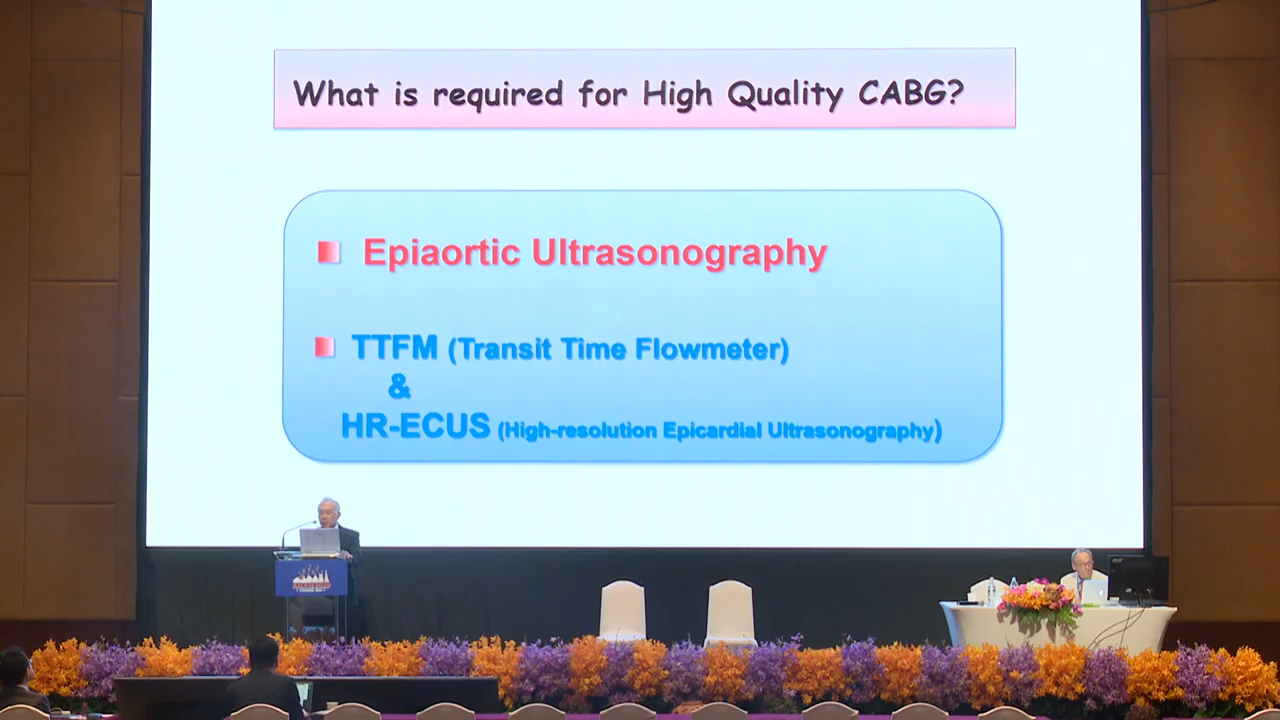 What is required for High Quality CABG?
Epiaortic Ultrasonography
TTFM (Transit Time Flowmeter)
&
HR-ECUS (High-resolution Epicardial Ultrasonography)
acer